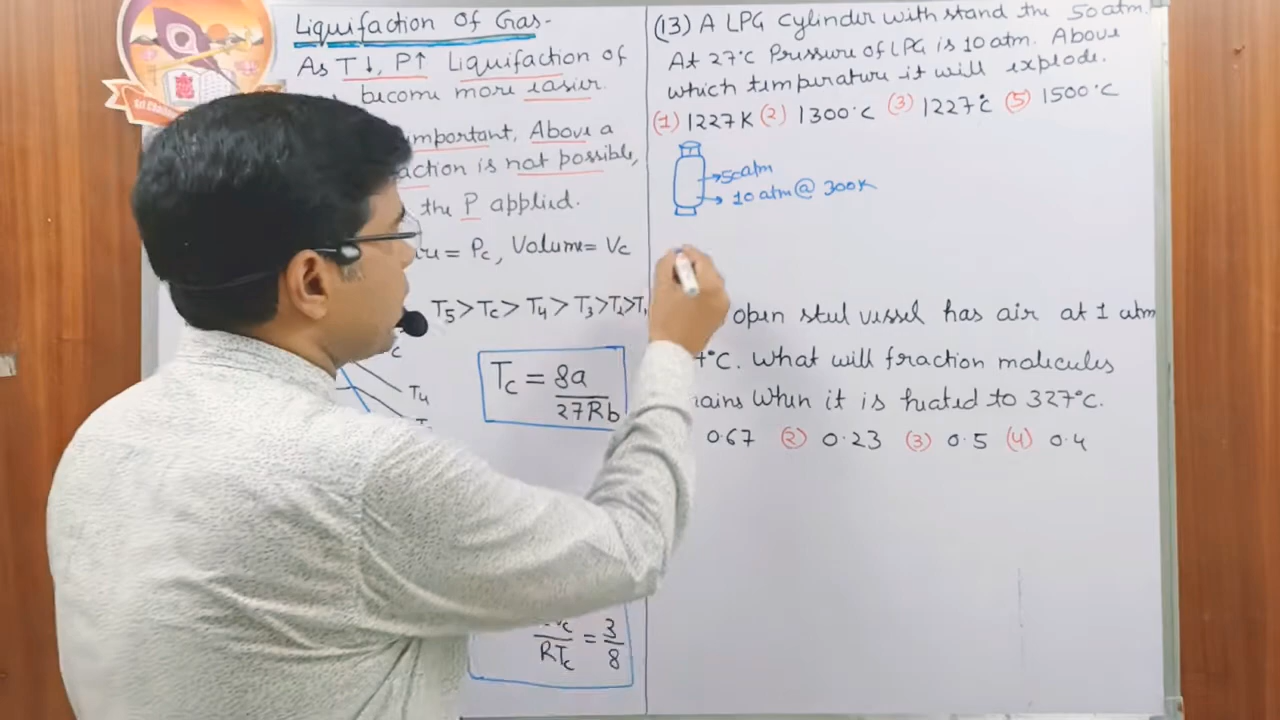 Liquifaction of Gas-
As T↓, P↑ Liquifaction of
become more easier.
important, Above a
action is not possible,
the P applied.
= Pc, Volume= Vc
T5 > Tc > T4 > T3 > T2 > T1
Tc = 8a
27Rb
T4
RTc = 3
8
(13) A LPG cylinder with stand the 50 atm.
At 27°C Pressure of LPG is 10 atm. Above
which temperature it will explode.
(1) 1227K (2) 1300°C (3) 1227°C (5) 1500°C
→50atm
→ 10 atm @ 300K
open steel vessel has air at 1 atm
7°C. What will fraction molecules
ains When it is heated to 327°C.
0.67 (2) 0.23 (3) 0.5 (4) 0.4